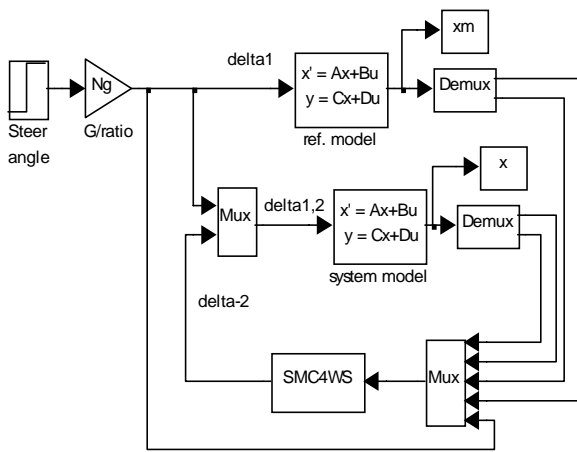 xm
delta1
x' = Ax+Bu
y = Cx+Du
Demux
Ng
Steer
angle
G/ratio
ref. model
x
Mux
delta1,2
x' = Ax+Bu
y = Cx+Du
Demux
system model
delta-2
SMC4WS
Mux